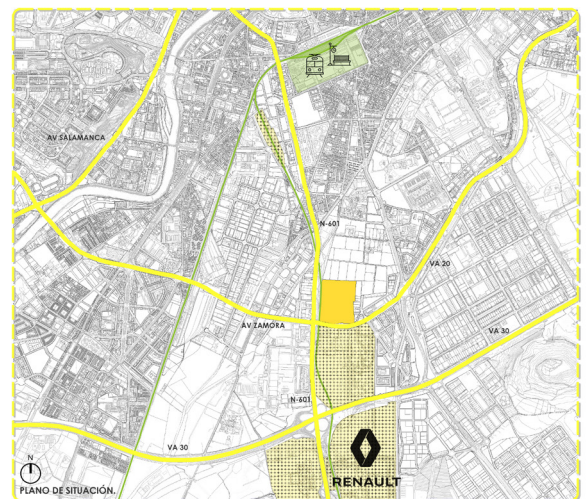 AV SALAMANCA
N-601
VA 20
AV ZAMORA
VA 30
N-601
VA 30
N
PLANO DE SITUACIÓN.
RENAULT